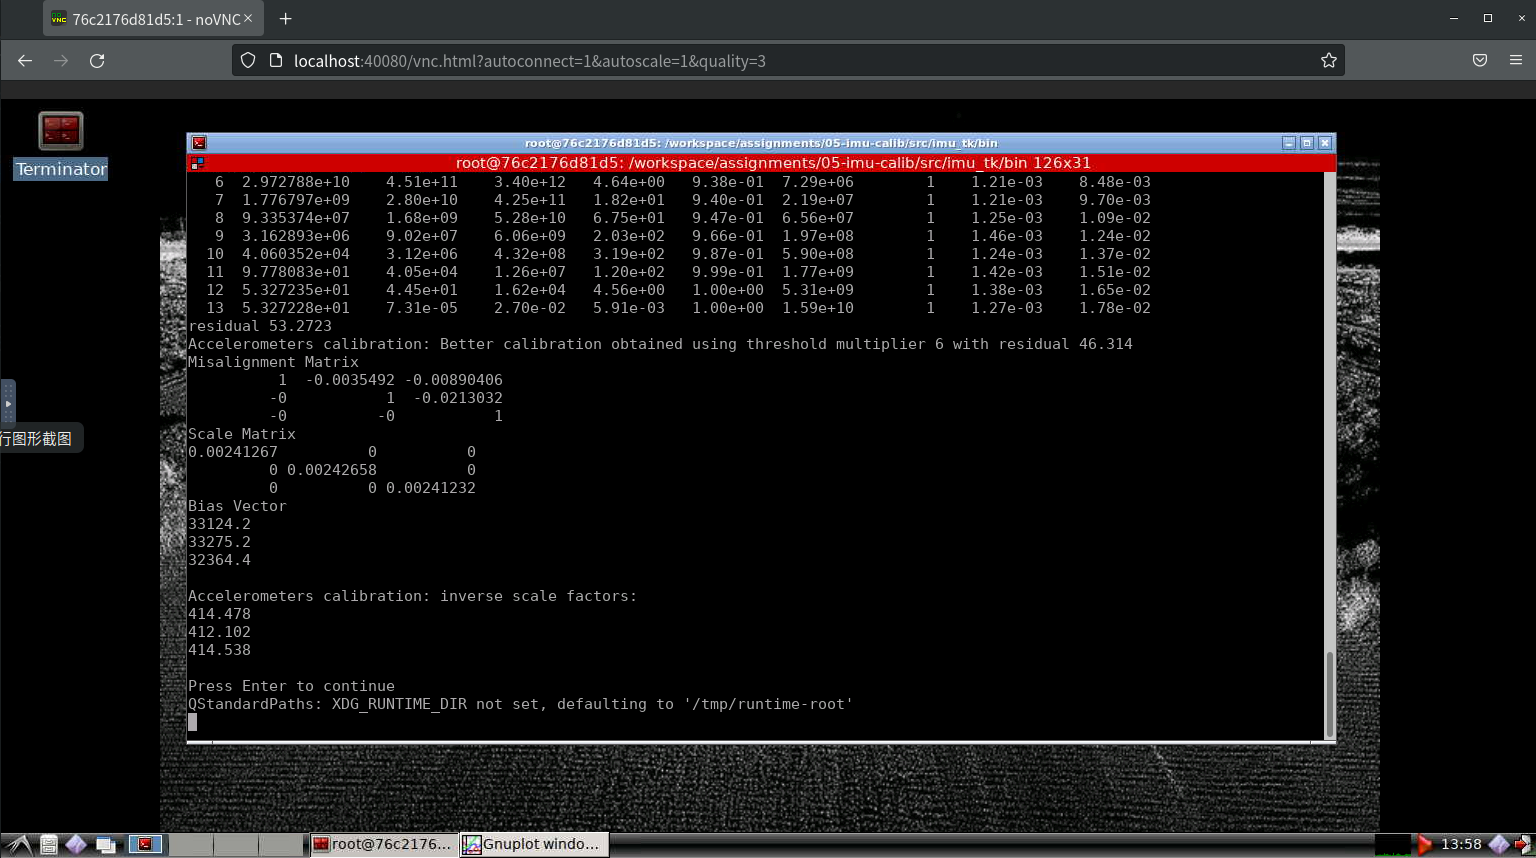 76c2176d81d5:1 - noVNC
localhost:40080/vnc.html?autoconnect=1&autoscale=1&quality=3
Terminator
root@76c2176d81d5: /workspace/assignments/05-imu-calib/src/imu_tk/bin
root@76c2176d81d5: /workspace/assignments/05-imu-calib/src/imu_tk/bin 126x31
6 2.972788e+10 4.51e+11 3.40e+12 4.64e+00 9.38e-01 7.29e+06 1 1.21e-03 8.48e-03
7 1.776797e+09 2.80e+10 4.25e+11 1.82e+01 9.40e-01 2.19e+07 1 1.21e-03 9.70e-03
8 9.335374e+07 1.68e+09 5.28e+10 6.75e+01 9.47e-01 6.56e+07 1 1.25e-03 1.09e-02
9 3.162893e+06 9.02e+07 6.06e+09 2.03e+02 9.66e-01 1.97e+08 1 1.46e-03 1.24e-02
10 4.060352e+04 3.12e+06 4.32e+08 3.19e+02 9.87e-01 5.90e+08 1 1.24e-03 1.37e-02
11 9.778083e+01 4.05e+04 1.26e+07 1.20e+02 9.99e-01 1.77e+09 1 1.42e-03 1.51e-02
12 5.327235e+01 4.45e+01 1.62e+04 4.56e+00 1.00e+00 5.31e+09 1 1.38e-03 1.65e-02
13 5.327228e+01 7.31e-05 2.70e-02 5.91e-03 1.00e+00 1.59e+10 1 1.27e-03 1.78e-02
residual 53.2723
Accelerometers calibration: Better calibration obtained using threshold multiplier 6 with residual 46.314
Misalignment Matrix
1 -0.0035492 -0.00890406
-0 1 -0.0213032
-0 -0 1
行图形截图
Scale Matrix
0.00241267 0 0
0 0.00242658 0
0 0 0.00241232
Bias Vector
33124.2
33275.2
32364.4
Accelerometers calibration: inverse scale factors:
414.478
412.102
414.538
Press Enter to continue
QStandardPaths: XDG_RUNTIME_DIR not set, defaulting to '/tmp/runtime-root'
root@76c2176...
Gnuplot windo...
13:58